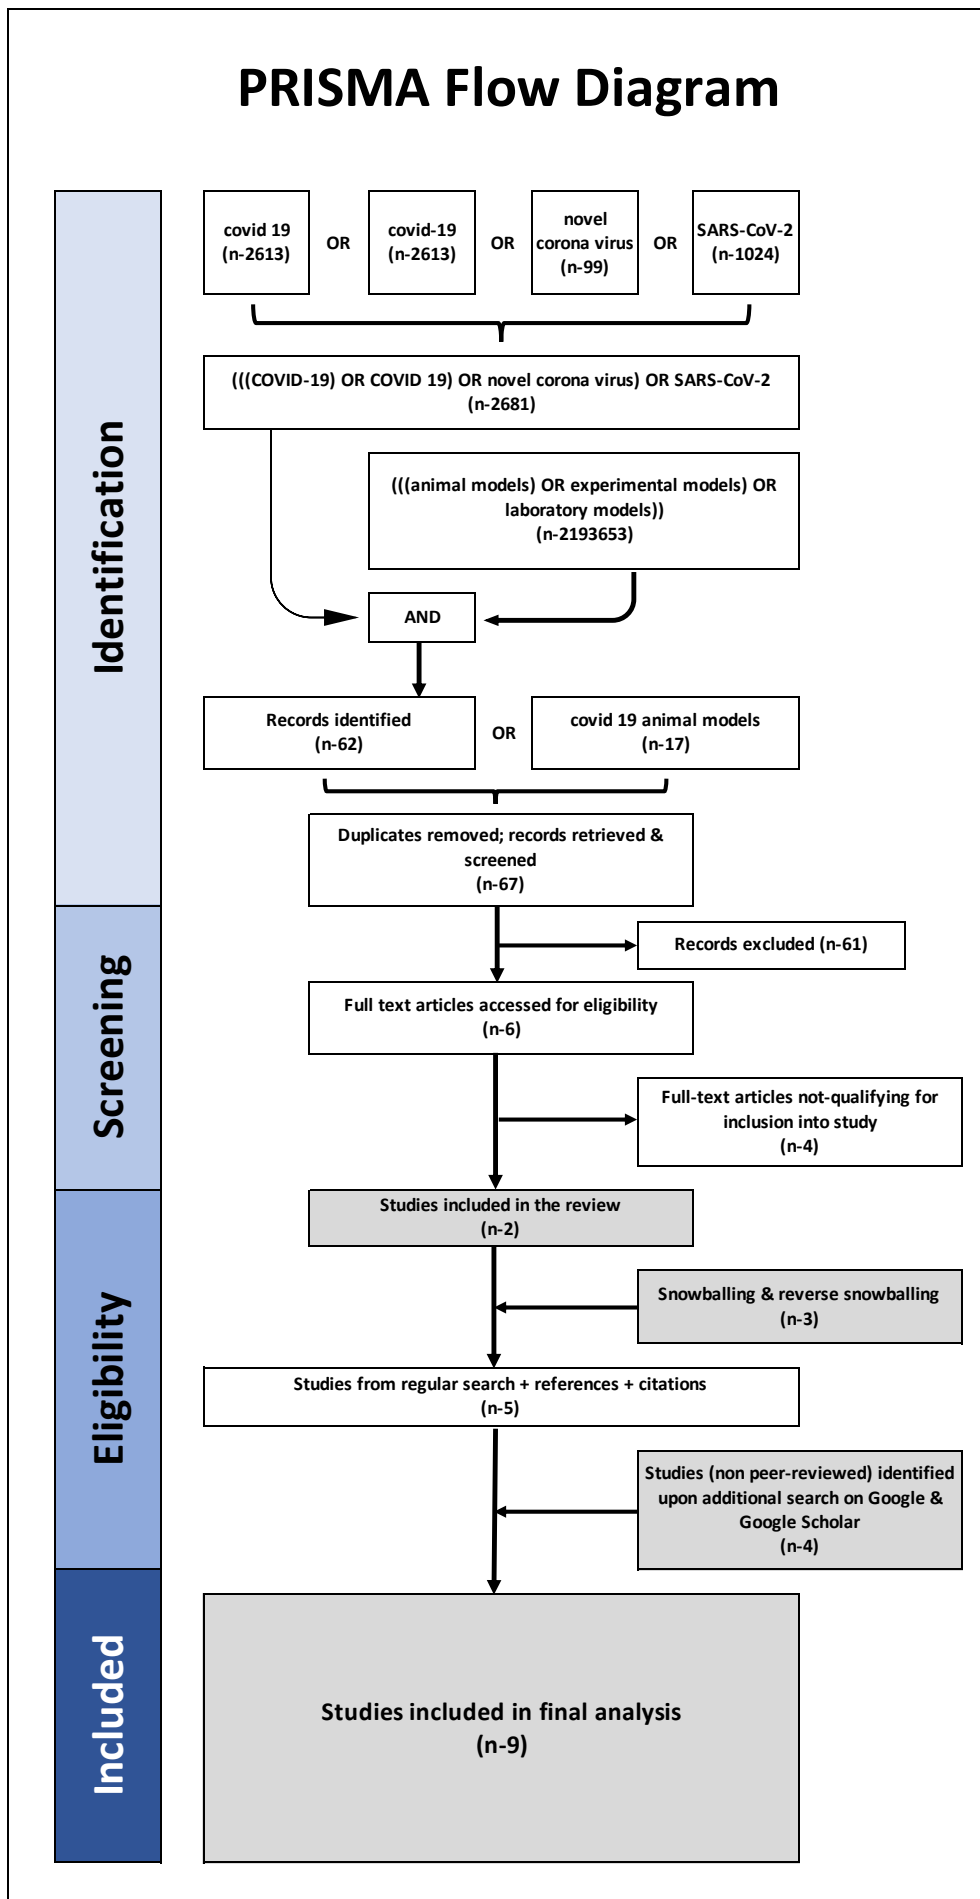 PRISMA Flow Diagram
Identification
covid 19
(n-2613)
OR
covid-19
(n-2613)
OR
novel
corona virus
(n-99)
OR
SARS-CoV-2
(n-1024)
(((COVID-19) OR COVID 19) OR novel corona virus) OR SARS-CoV-2
(n-2681)
(((animal models) OR experimental models) OR
laboratory models))
(n-2193653)
AND
Records identified
(n-62)
OR
covid 19 animal models
(n-17)
Duplicates removed; records retrieved &
screened
(n-67)
Screening
Records excluded (n-61)
Full text articles accessed for eligibility
(n-6)
Full-text articles not-qualifying for
inclusion into study
(n-4)
Eligibility
Studies included in the review
(n-2)
Snowballing & reverse snowballing
(n-3)
Studies from regular search + references + citations
(n-5)
Studies (non peer-reviewed) identified
upon additional search on Google &
Google Scholar
(n-4)
Included
Studies included in final analysis
(n-9)